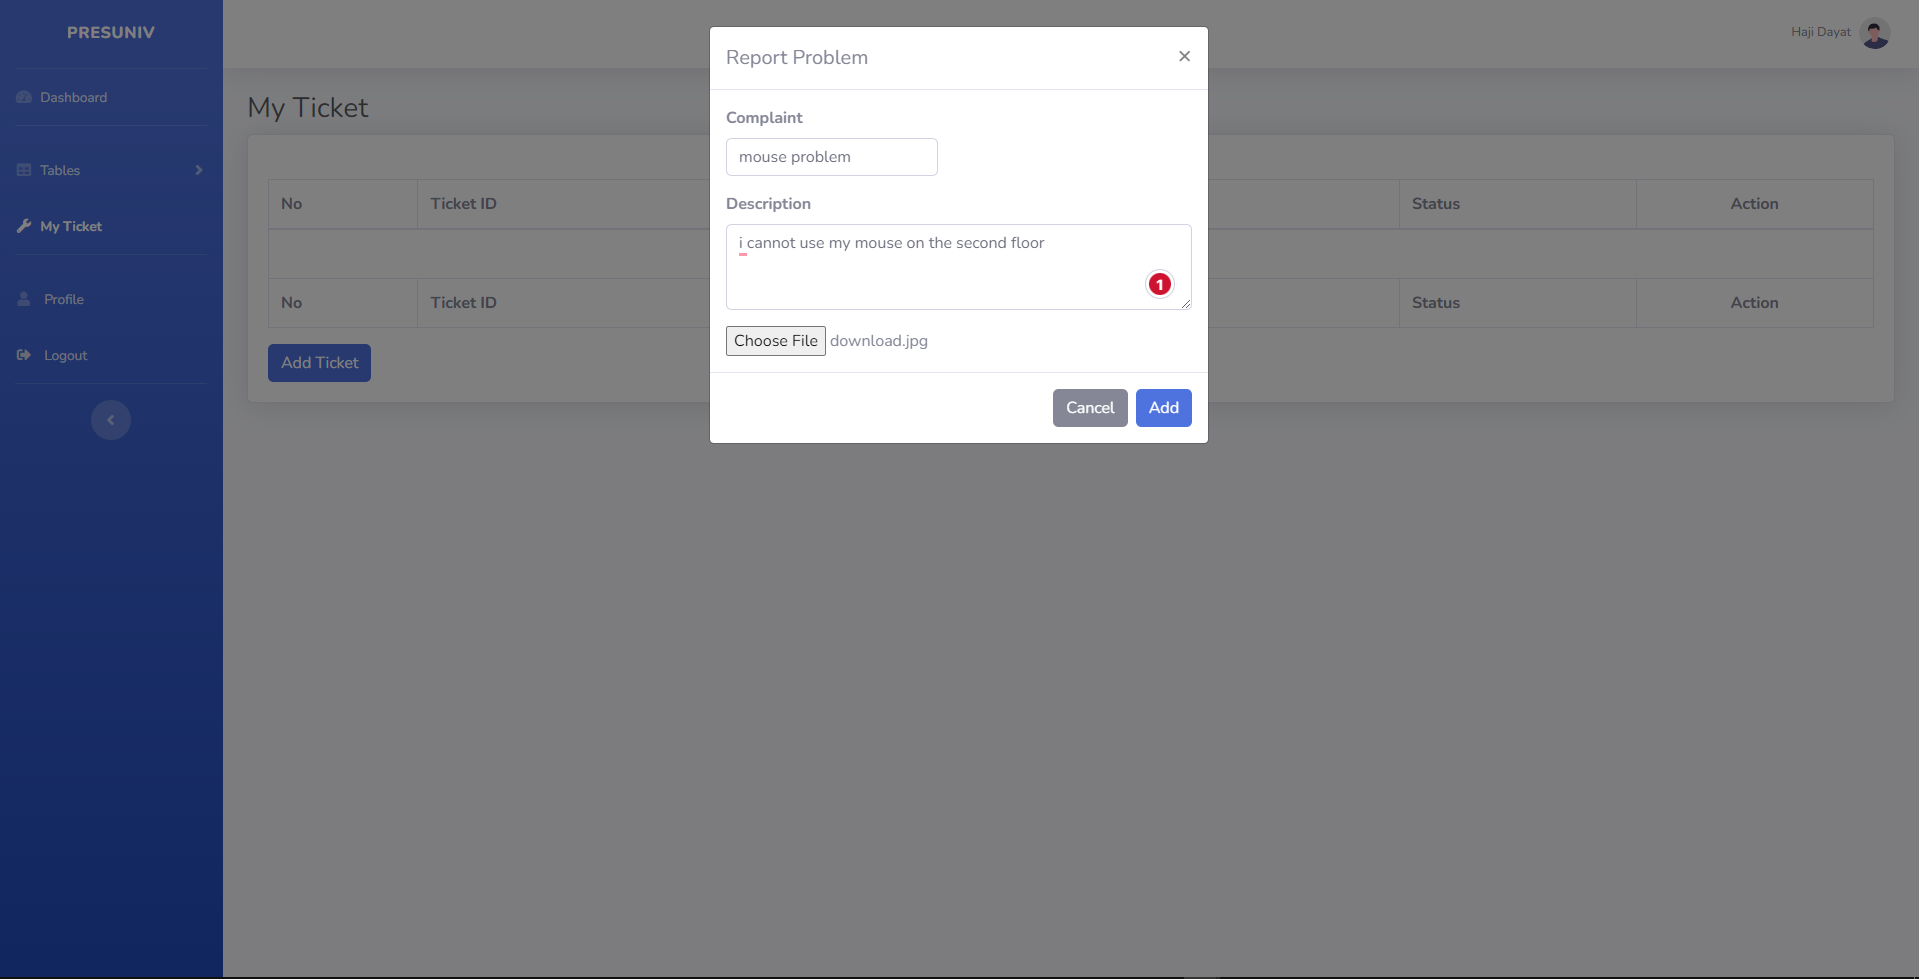 PRESUNIV
Dashboard
Tables
My Ticket
Profile
Logout
Haji Dayat
My Ticket
No Ticket ID Status Action
No Ticket ID Status Action
Add Ticket
Report Problem ×
Complaint
mouse problem
Description
i cannot use my mouse on the second floor
1
Choose File download.jpg
Cancel Add